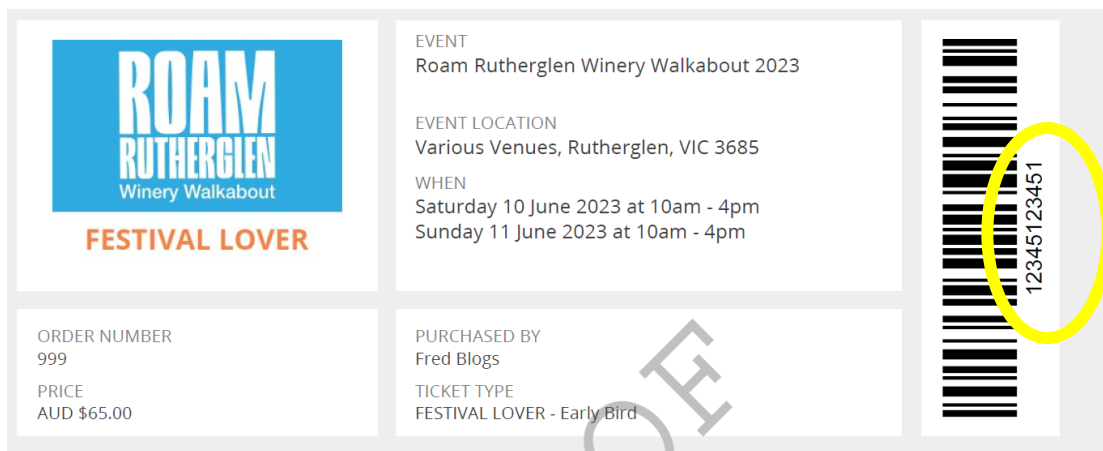 ROAM
RUTHERGLEN
Winery Walkabout
FESTIVAL LOVER
EVENT
Roam Rutherglen Winery Walkabout 2023
EVENT LOCATION
Various Venues, Rutherglen, VIC 3685
WHEN
Saturday 10 June 2023 at 10am - 4pm
Sunday 11 June 2023 at 10am - 4pm
12345123451
ORDER NUMBER
999
PRICE
AUD $65.00
PURCHASED BY
Fred Blogs
TICKET TYPE
FESTIVAL LOVER - Early Bird
OF